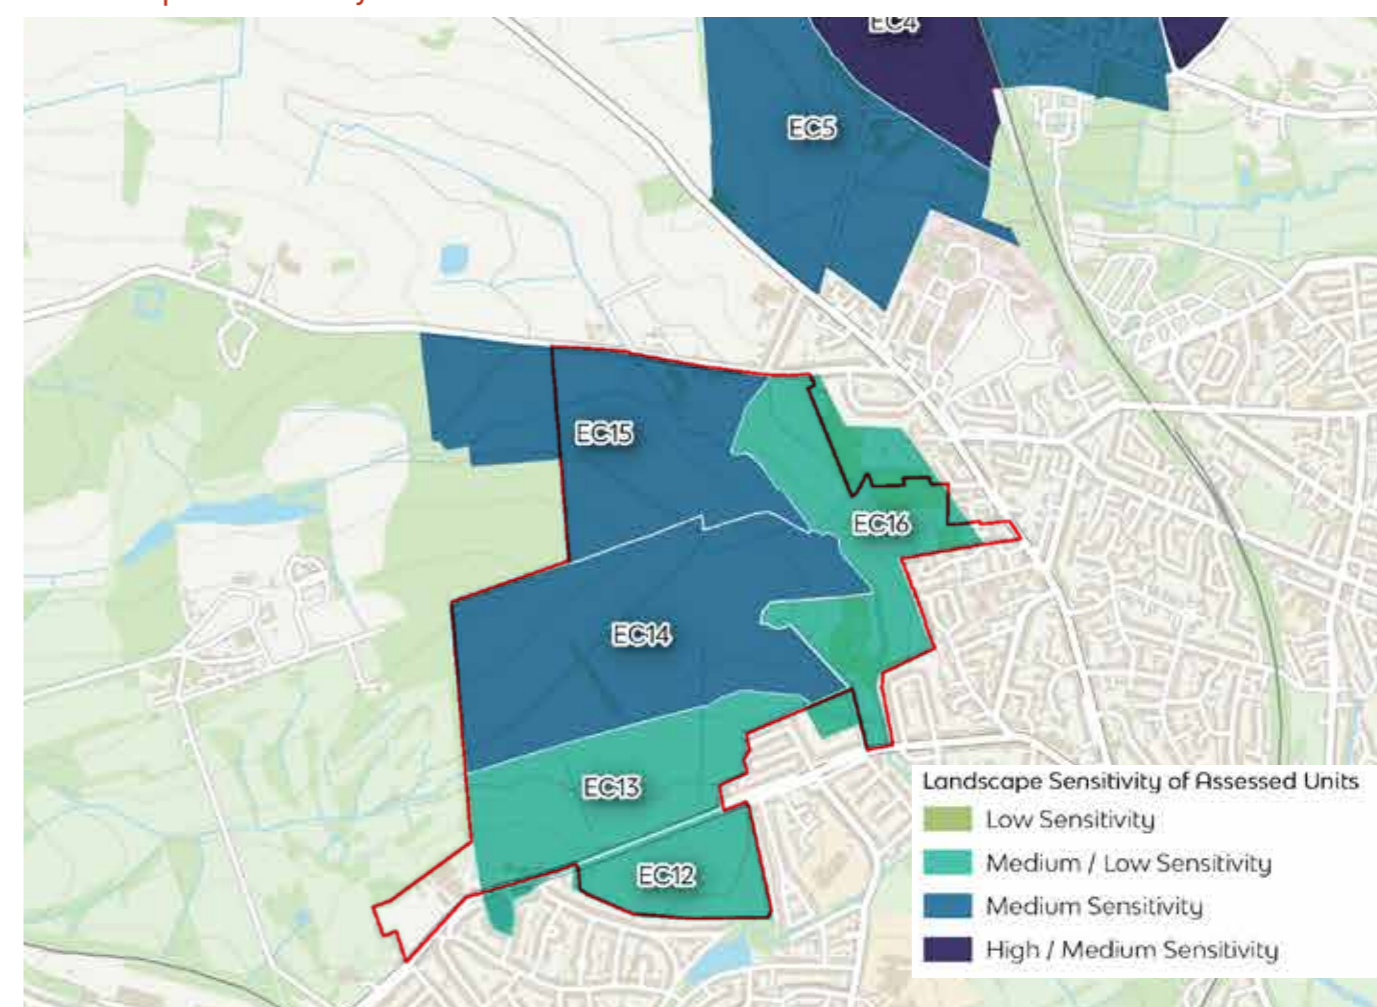 EC4
EC5
EC15
EC16
EC14
EC13
EC12
Landscape Sensitivity of Assessed Units
Low Sensitivity
Medium / Low Sensitivity
Medium Sensitivity
High / Medium Sensitivity